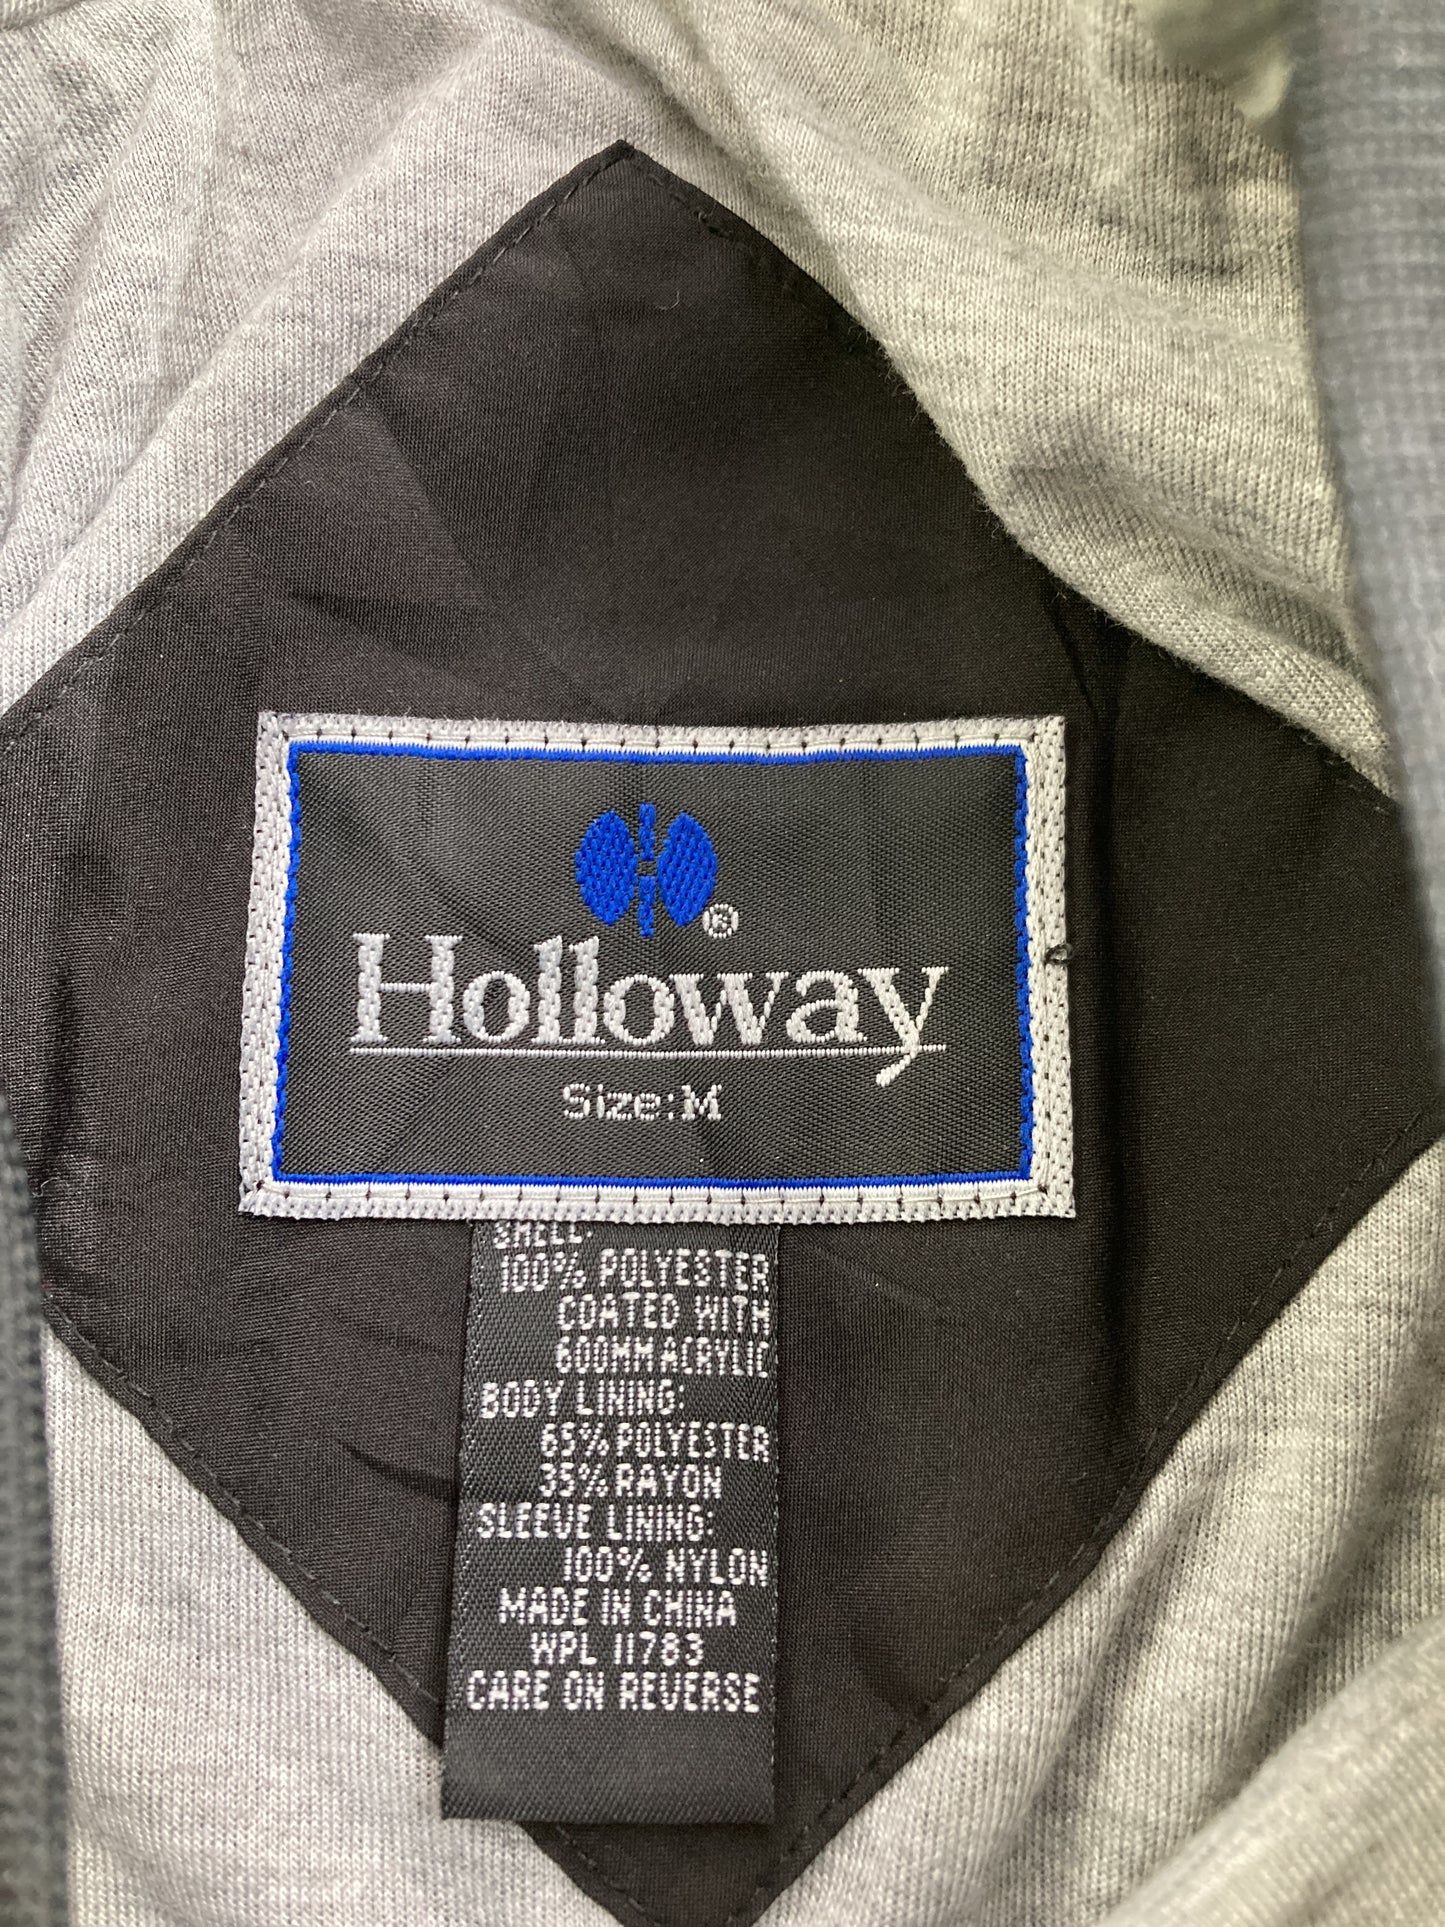 ®
Holloway
Size:M
SHELL:
100% POLYESTER
COATED WITH
600MM ACRYLIC
BODY LINING:
65% POLYESTER
35% RAYON
SLEEVE LINING:
100% NYLON
MADE IN CHINA
WPL 11783
CARE ON REVERSE